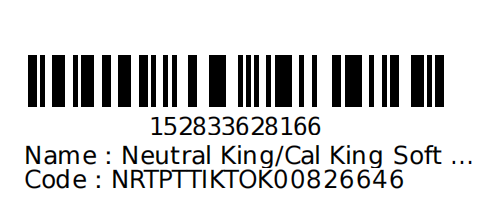 152833628166
Name : Neutral King/Cal King Soft ...
Code : NRTPTTIKTOK00826646